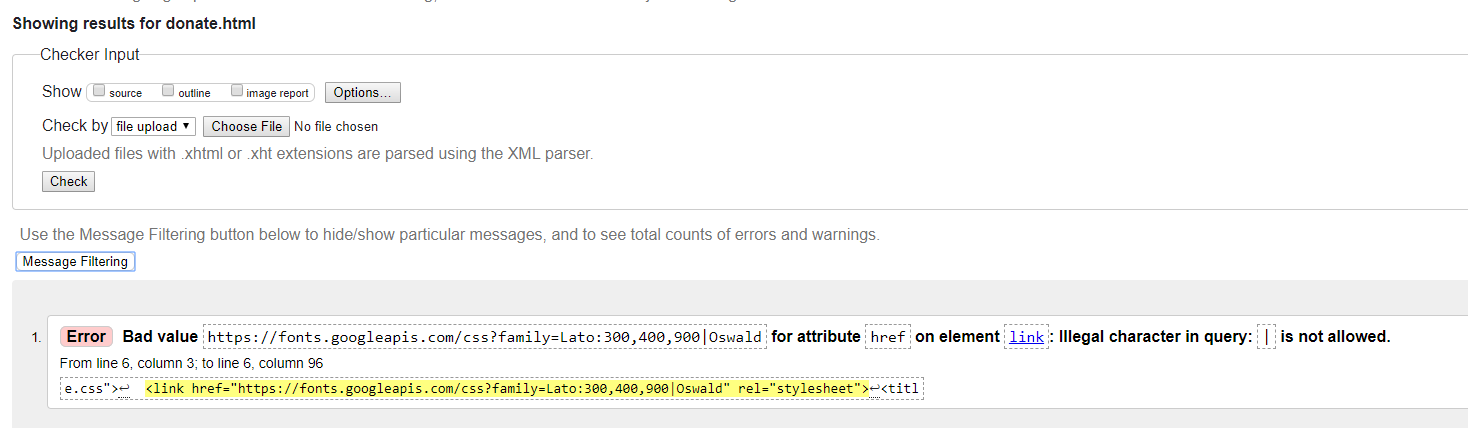 Showing results for donate.html
Checker Input
Show source outline image report Options...
Check by file upload ▼ Choose File No file chosen
Uploaded files with .xhtml or .xht extensions are parsed using the XML parser.
Check
Use the Message Filtering button below to hide/show particular messages, and to see total counts of errors and warnings.
Message Filtering
1. Error Bad value https://fonts.googleapis.com/css?family=Lato:300,400,900|Oswald for attribute href on element link: Illegal character in query: | is not allowed.
From line 6, column 3; to line 6, column 96
e.css">↩ <link href="https://fonts.googleapis.com/css?family=Lato:300,400,900|Oswald" rel="stylesheet">↩<titl